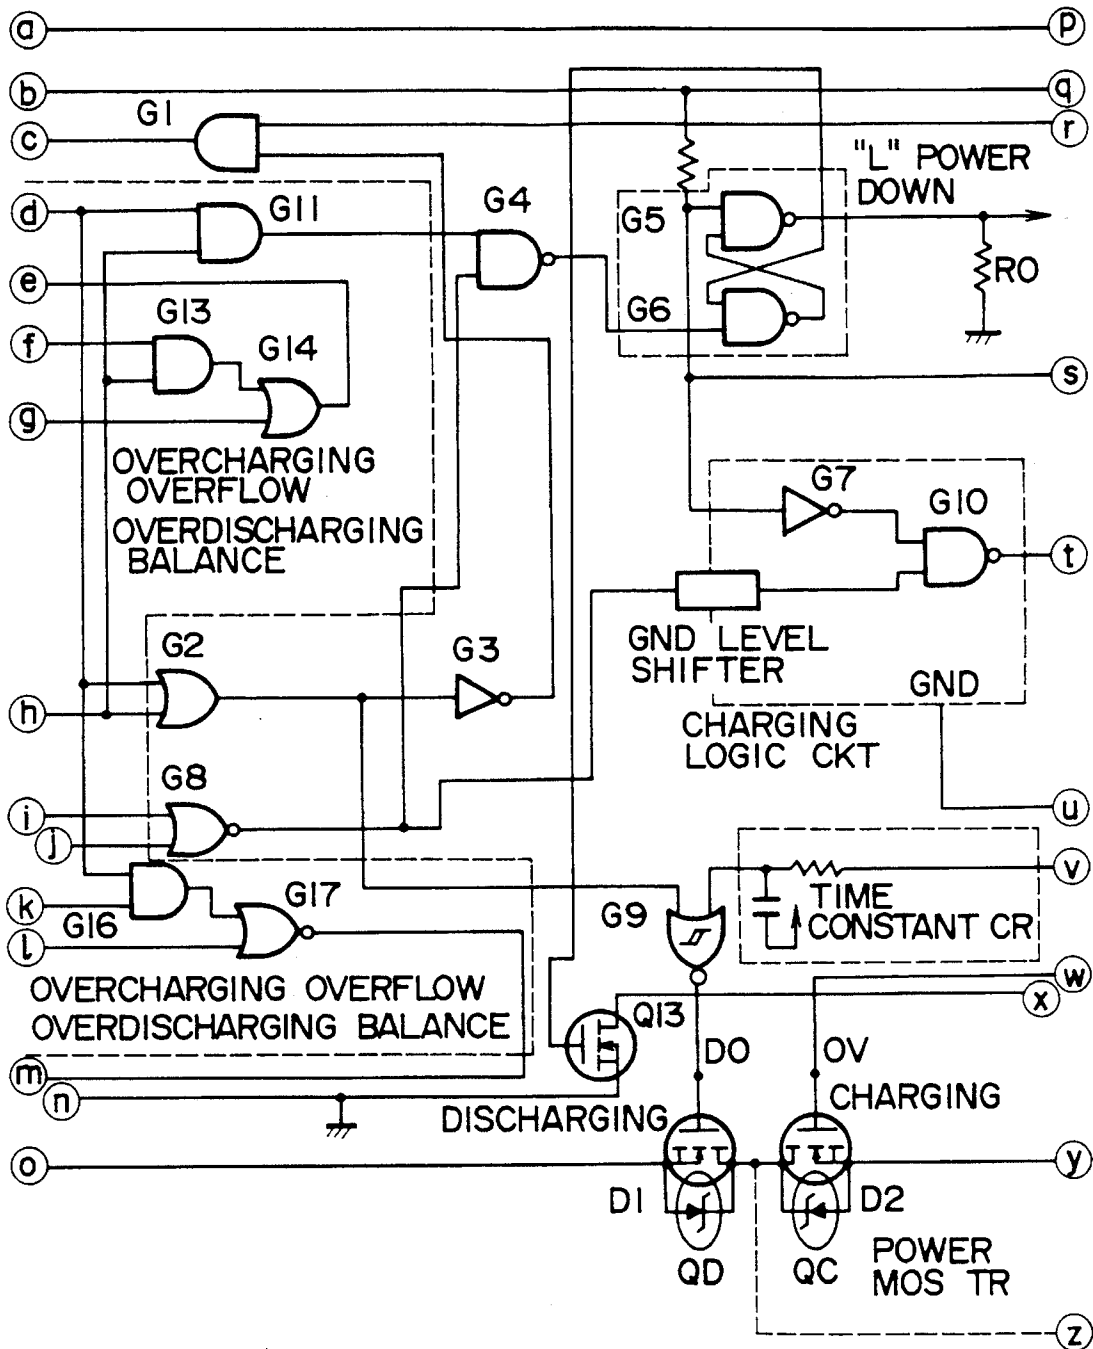 a
p
b
q
G1
c
r
"L" POWER
DOWN
d
G11
G4
G5
e
RO
G13
G6
f
G14
s
g
OVERCHARGING
OVERFLOW
G7
G10
OVERDISCHARGING
BALANCE
t
G2
G3
GND LEVEL
SHIFTER
GND
h
CHARGING
LOGIC CKT
G8
i
u
j
v
k
G16
G17
G9
TIME
CONSTANT CR
l
OVERCHARGING OVERFLOW
OVERDISCHARGING BALANCE
w
x
Q13
DO
OV
m
n
DISCHARGING
CHARGING
o
y
D1
D2
QD
QC
POWER
MOS TR
z